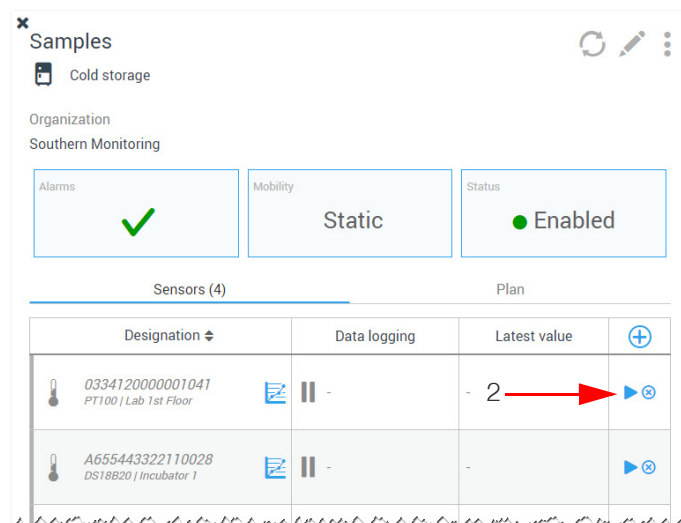 Samples
Cold storage
Organization
Southern Monitoring
Alarms
Mobility
Static
Status
Enabled
Sensors (4)
Plan
Designation
Data logging
Latest value
0334120000001041
PT100 | Lab 1st Floor
-
-
2
A655443322110028
DS18B20 | Incubator 1
-
-